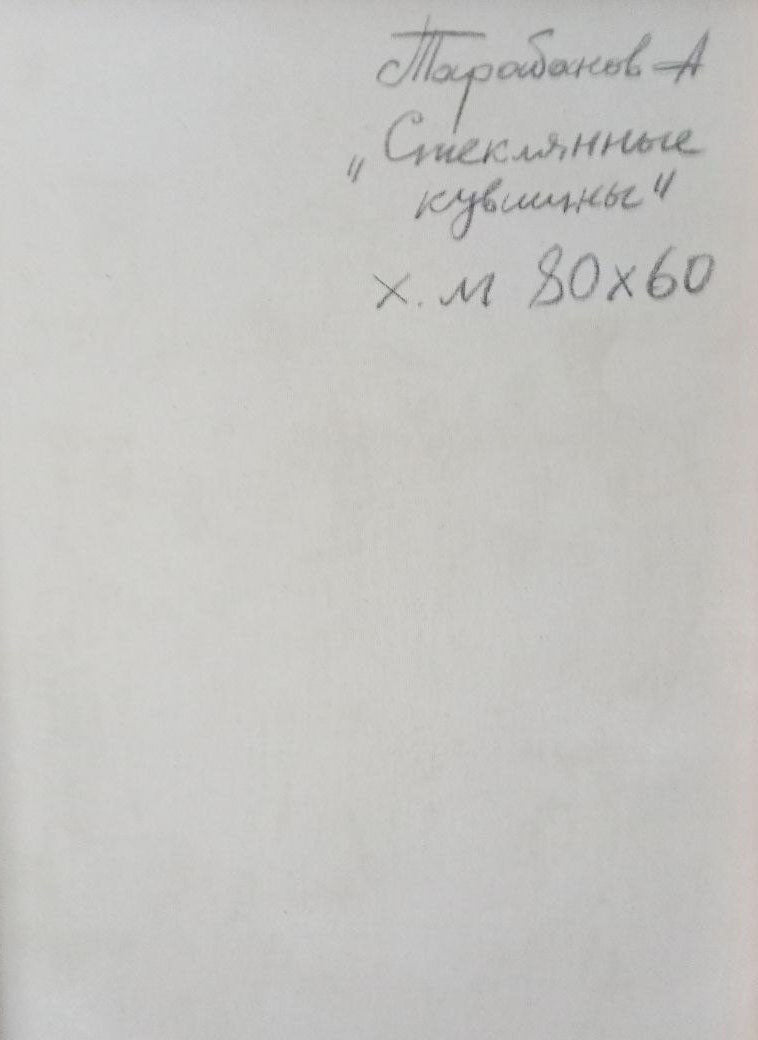 Тарабанов А
„Стеклянные
кувшины"
х.м 80х60